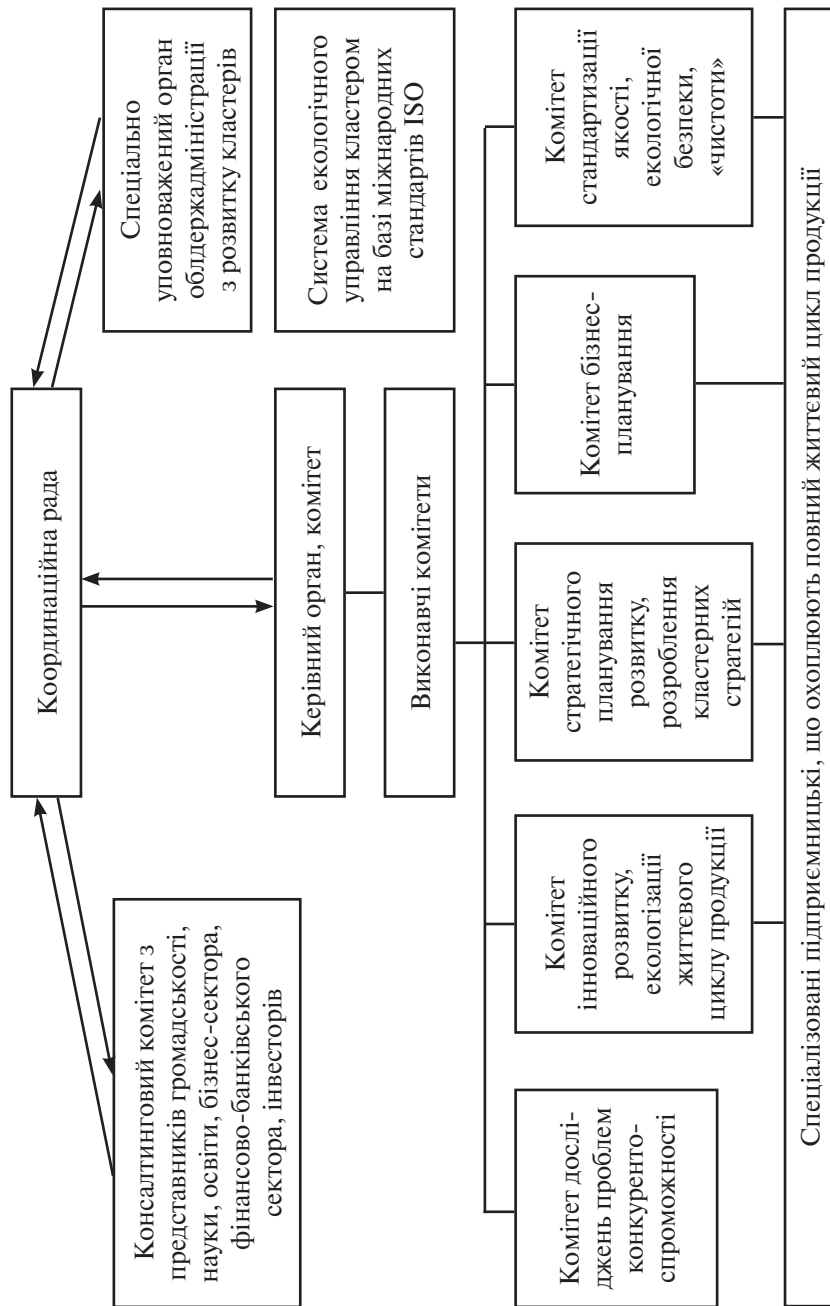 Координаційна рада
Консалтинговий комітет з
представників громадськості,
науки, освіти, бізнес-сектора,
фінансово-банківського
сектора, інвесторів
Спеціально
уповноважений орган
облдержадміністрації
з розвитку кластерів
Керівний орган, комітет
Система екологічного
управління кластером
на базі міжнародних
стандартів ISO
Виконавчі комітети
Комітет дослі-
джень проблем
конкуренто-
спроможності
Комітет
інноваційного
розвитку,
екологізації
життєвого
циклу продукції
Комітет
стратегічного
планування
розвитку,
розроблення
кластерних
стратегій
Комітет бізнес-
планування
Комітет
стандартизації
якості,
екологічної
безпеки,
«чистоти»
Спеціалізовані підприємницькі, що охоплюють повний життєвий цикл продукції